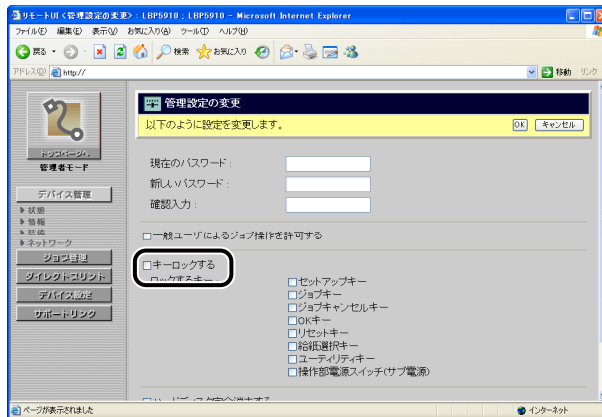 リモートUI <管理設定の変更> : LBP5910 ; LBP5910 - Microsoft Internet Explorer
ファイル(F) 編集(E) 表示(V) お気に入り(A) ツール(T) ヘルプ(H)
戻る 検索 お気に入り
アドレス(D) http:// 移動 リンク
管理設定の変更
以下のように設定を変更します。 OK キャンセル
トップページへ
管理者モード
デバイス管理
状態
情報
ネットワーク
ジョブ管理
ダイレクトプリント
デバイス設定
サポートリンク
現在のパスワード :
新しいパスワード :
確認入力 :
一般ユーザによるジョブ操作を許可する
キーロックする
ロックするキー
セットアップキー
ジョブキー
ジョブキャンセルキー
OKキー
リセットキー
給紙選択キー
ユーティリティキー
操作部電源スイッチ(サブ電源)
ページが表示されました インターネット